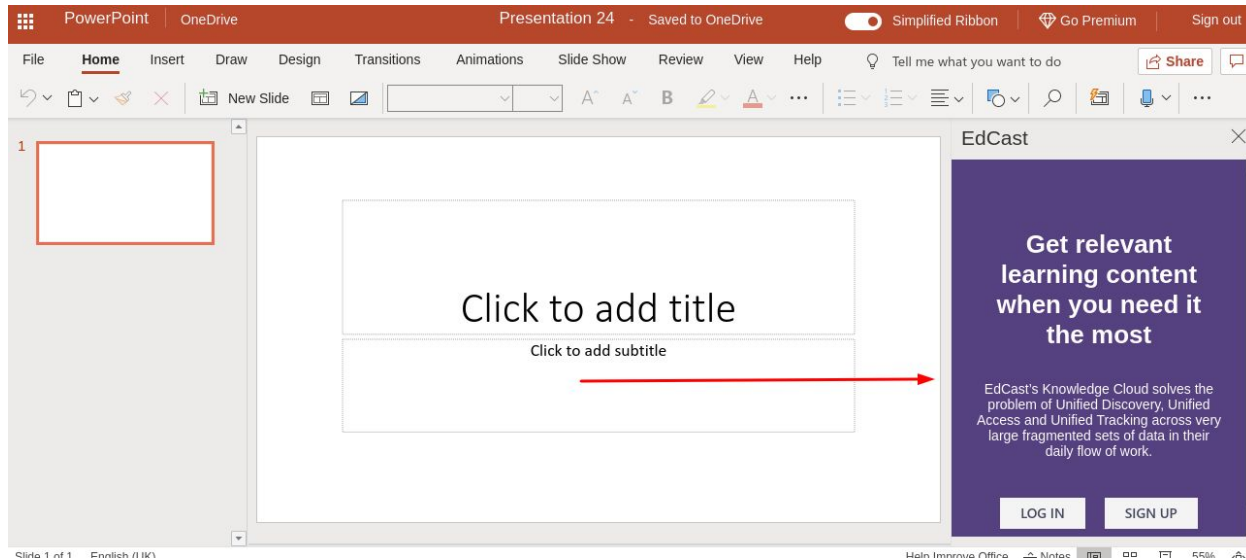 PowerPoint OneDrive Presentation 24 - Saved to OneDrive Simplified Ribbon Go Premium Sign out
File Home Insert Draw Design Transitions Animations Slide Show Review View Help Tell me what you want to do Share
New Slide B A
1
Click to add title
Click to add subtitle
EdCast
Get relevant
learning content
when you need it
the most
EdCast's Knowledge Cloud solves the
problem of Unified Discovery, Unified
Access and Unified Tracking across very
large fragmented sets of data in their
daily flow of work.
LOG IN SIGN UP
Slide 1 of 1 English (UK) Help Improve Office Notes 55%